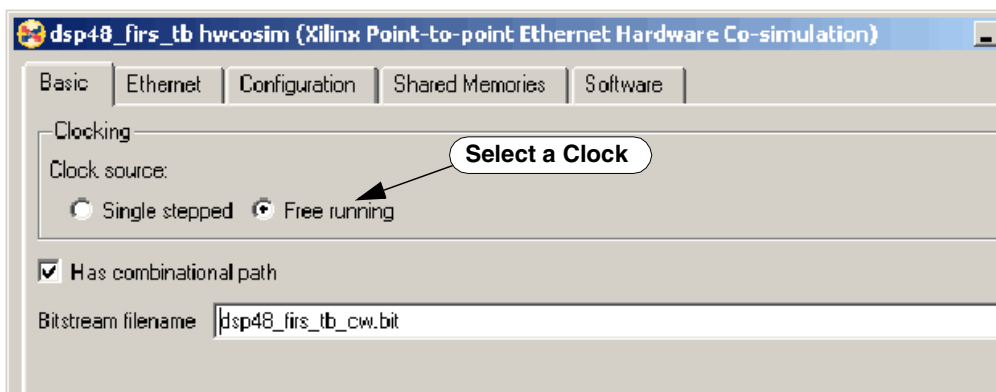 dsp48_firs_tb hwcosim (Xilinx Point-to-point Ethernet Hardware Co-simulation)
Basic Ethernet Configuration Shared Memories Software
Clocking
Select a Clock
Clock source:
Single stepped Free running
Has combinational path
Bitstream filename dsp48_firs_tb_cw.bit